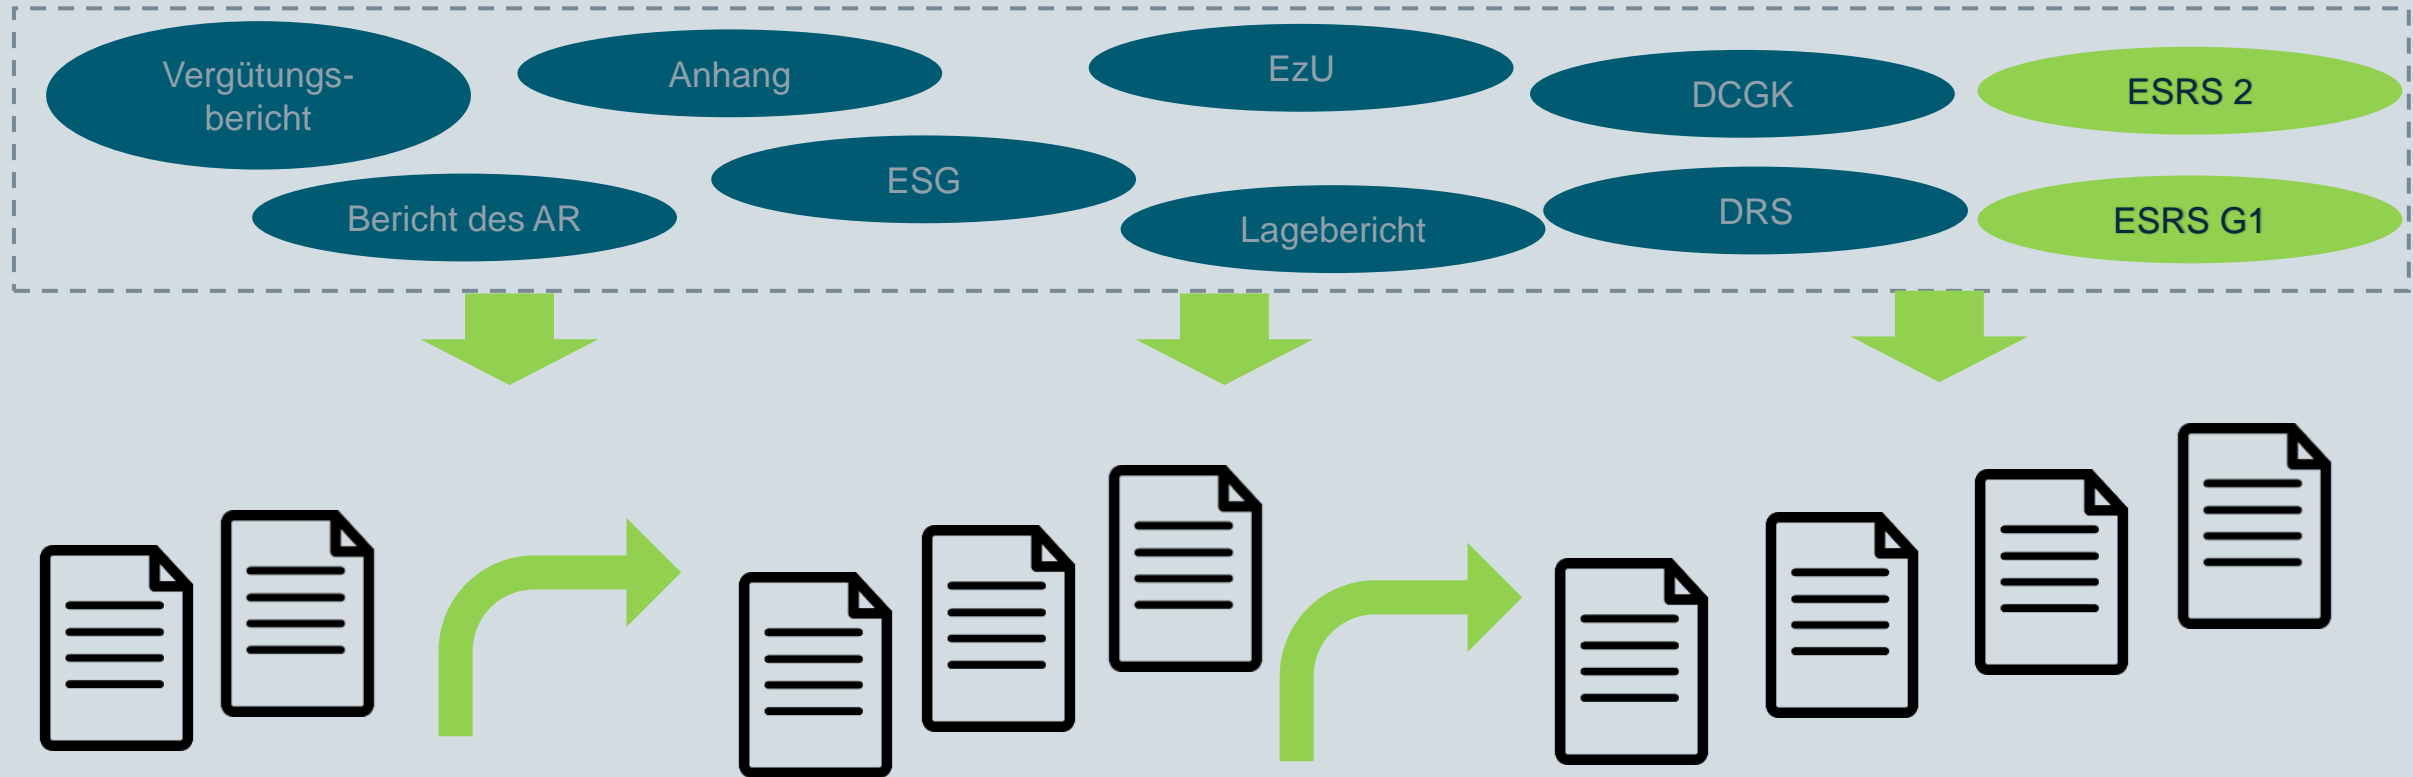 Vergütungs-
bericht
Anhang
EzU
DCGK
ESRS 2
Bericht des AR
ESG
Lagebericht
DRS
ESRS G1